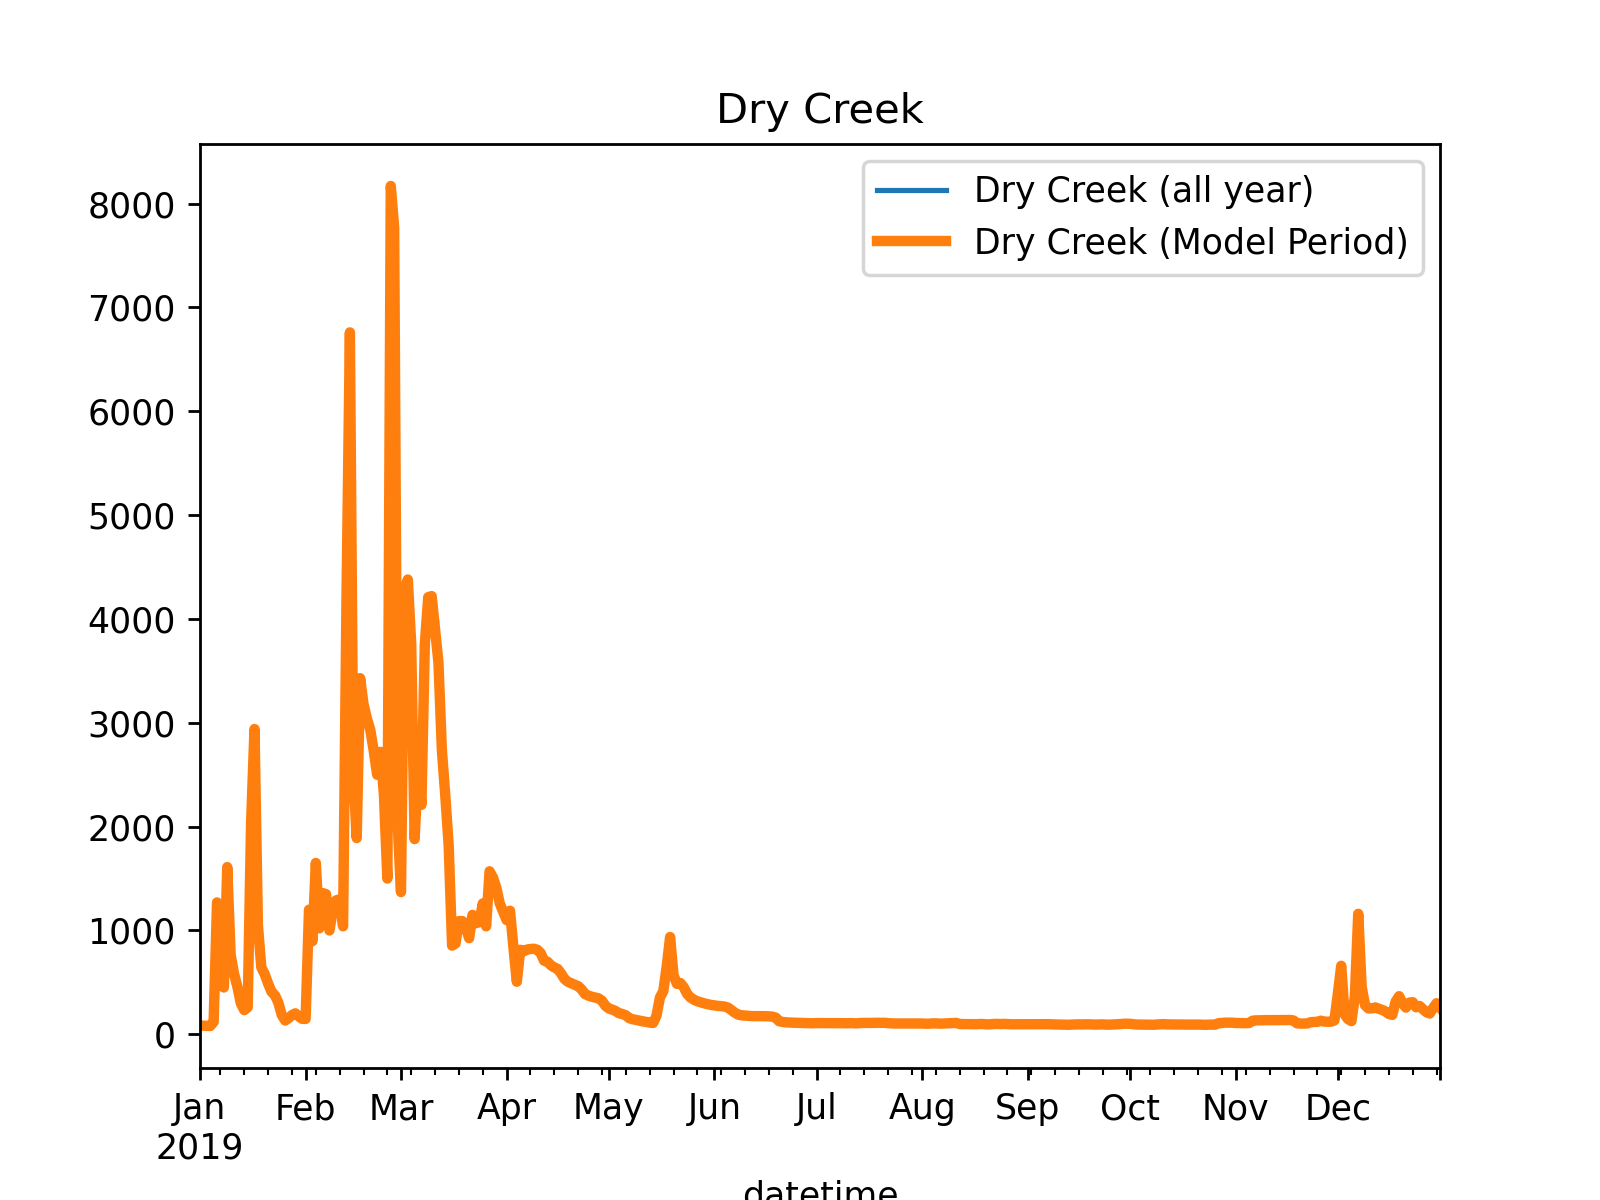 Dry Creek
Dry Creek (all year)
Dry Creek (Model Period)
8000
7000
6000
5000
4000
3000
2000
1000
0
Jan Feb Mar Apr May Jun Jul Aug Sep Oct Nov Dec
2019
datetime